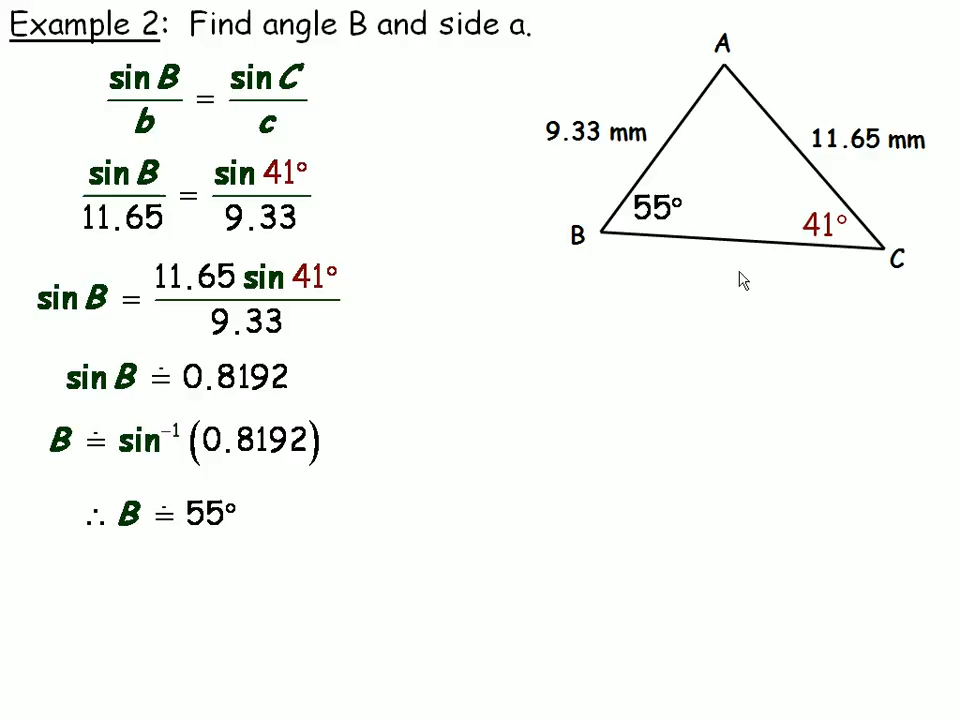 Example 2: Find angle B and side a.
sin B / b = sin C / c
sin B / 11.65 = sin 41° / 9.33
sin B = 11.65 sin 41° / 9.33
sin B ≐ 0.8192
B ≐ sin⁻¹ (0.8192)
∴ B ≐ 55°
A
9.33 mm
11.65 mm
55°
41°
B
C